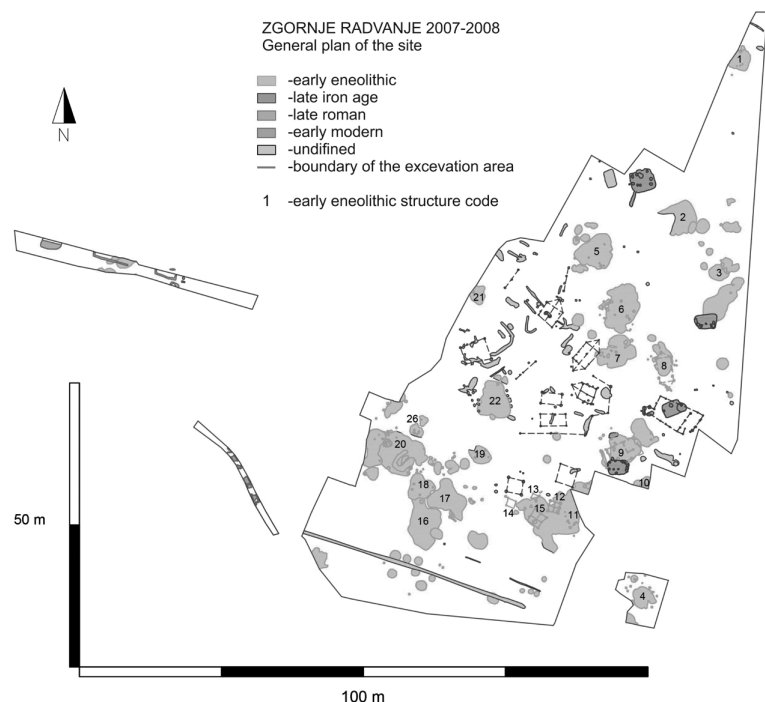 ZGORNJE RADVANJE 2007-2008
General plan of the site
-early eneolithic
-late iron age
-late roman
-early modern
-undifined
-boundary of the excevation area
1 -early eneolithic structure code
N
1
2
5
3
21
6
7
8
22
26
20
19
9
18
17
13
12
10
14
15
11
16
50 m
4
100 m